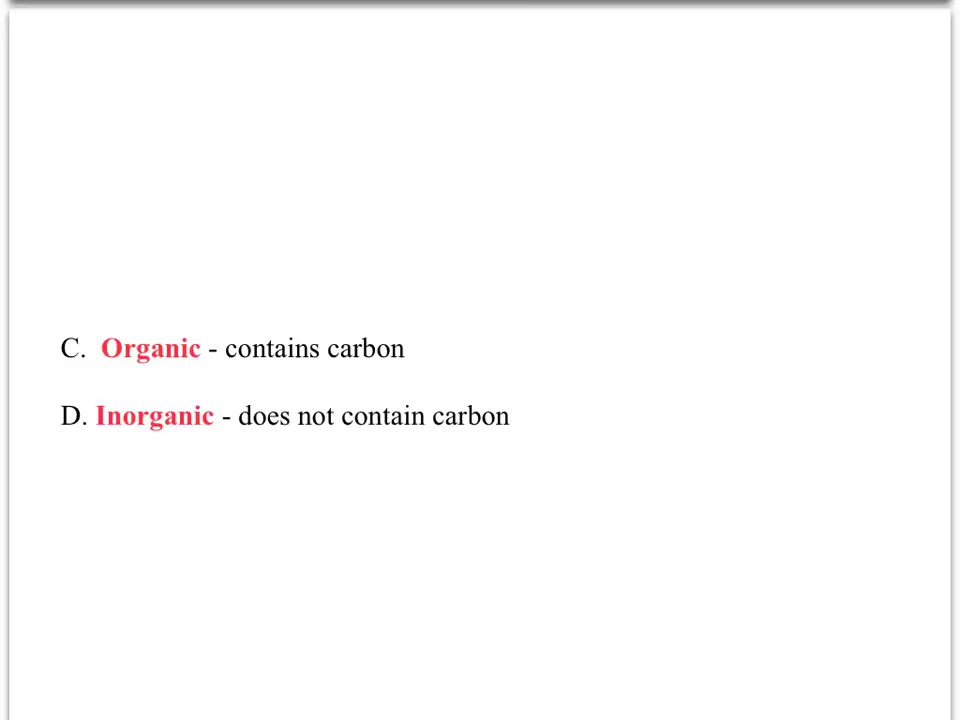 C. Organic - contains carbon
D. Inorganic - does not contain carbon